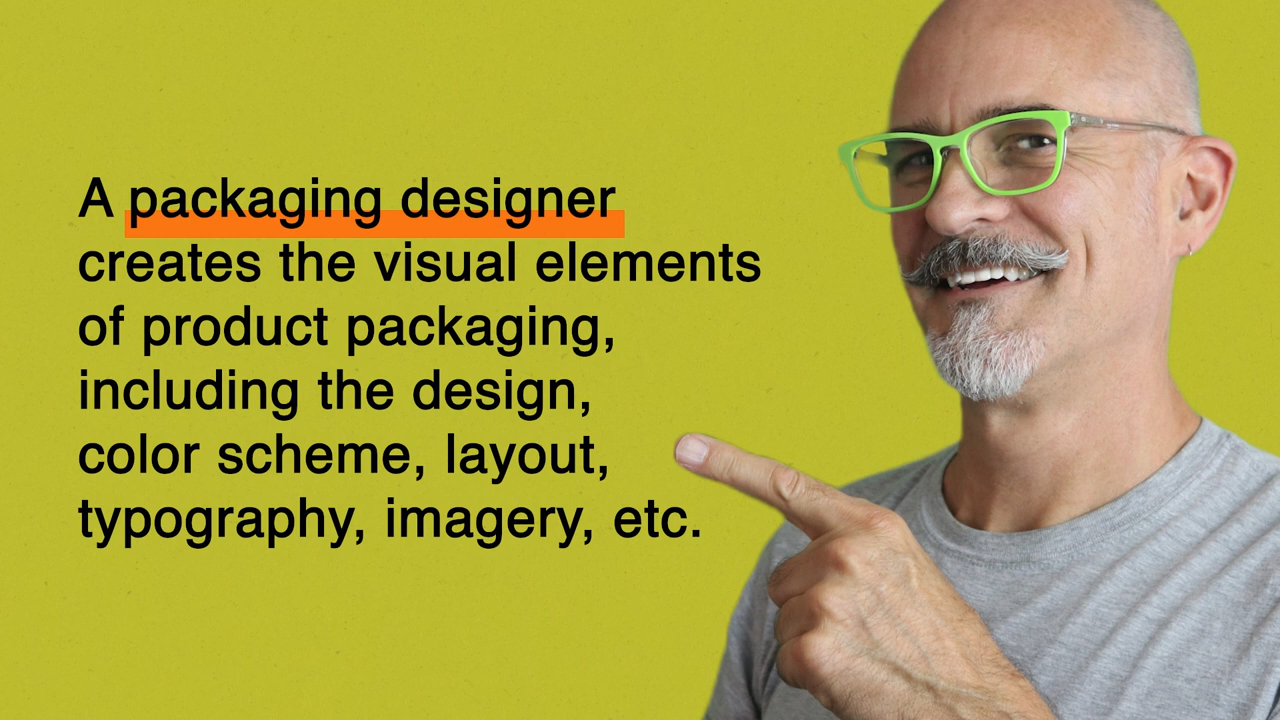 A packaging designer
creates the visual elements
of product packaging,
including the design,
color scheme, layout,
typography, imagery, etc.